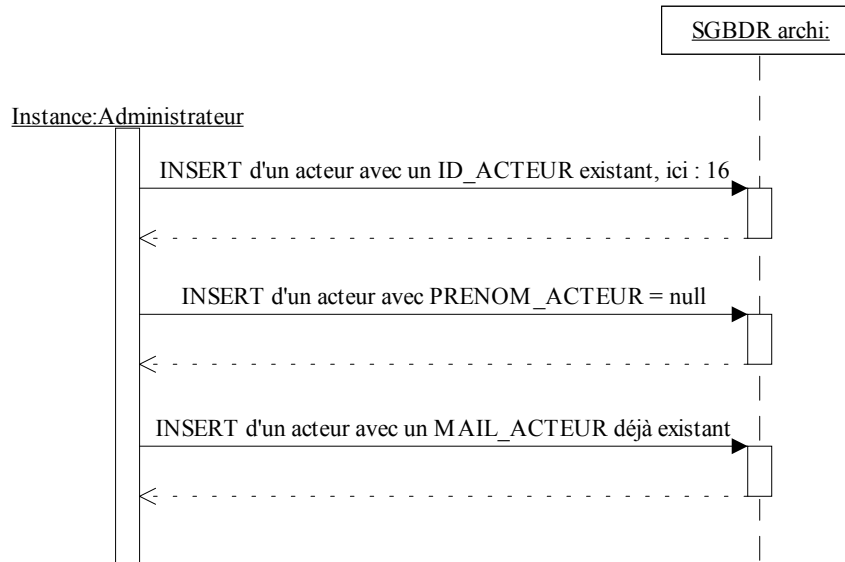 SGBDR archi:
Instance:Administrateur
INSERT d'un acteur avec un ID_ACTEUR existant, ici : 16
INSERT d'un acteur avec PRENOM_ACTEUR = null
INSERT d'un acteur avec un MAIL_ACTEUR déjà existant